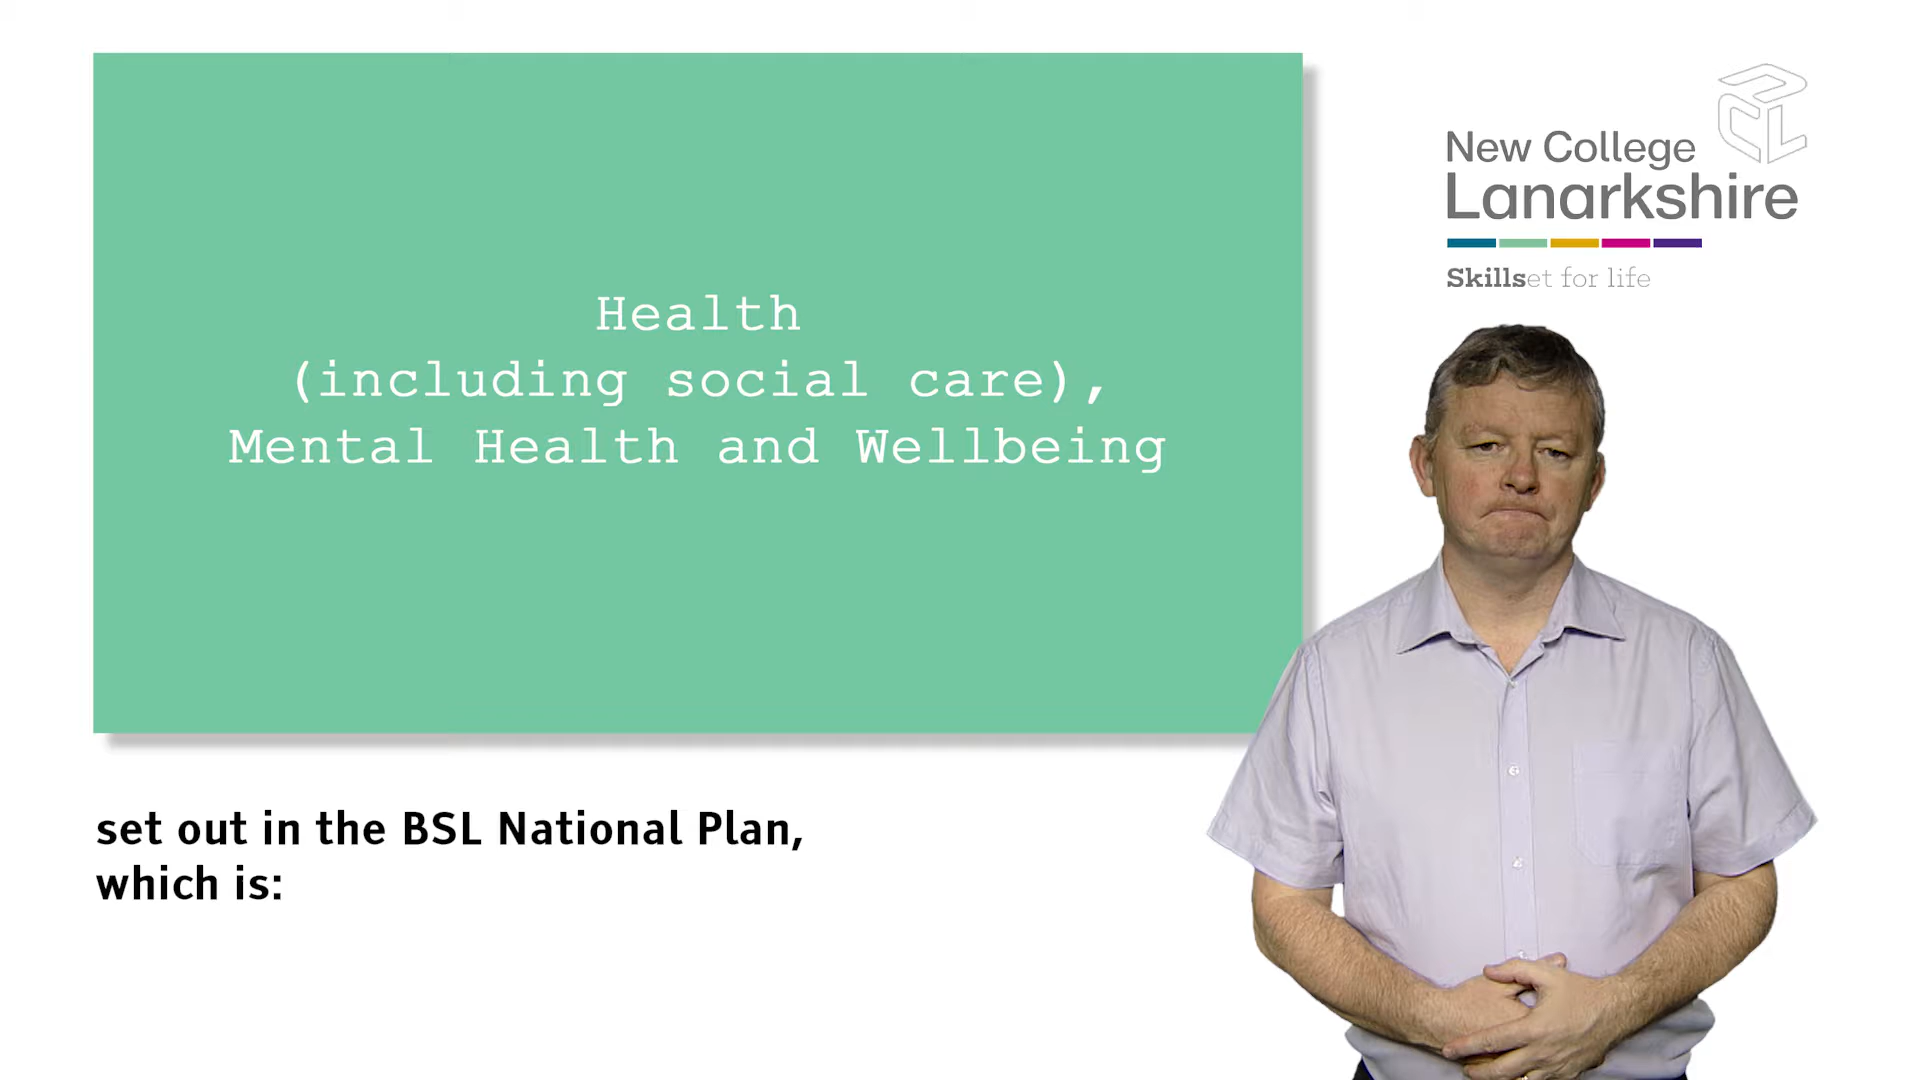 Health
(including social care),
Mental Health and Wellbeing
NCL
New College
Lanarkshire
Skillset for life
set out in the BSL National Plan,
which is: